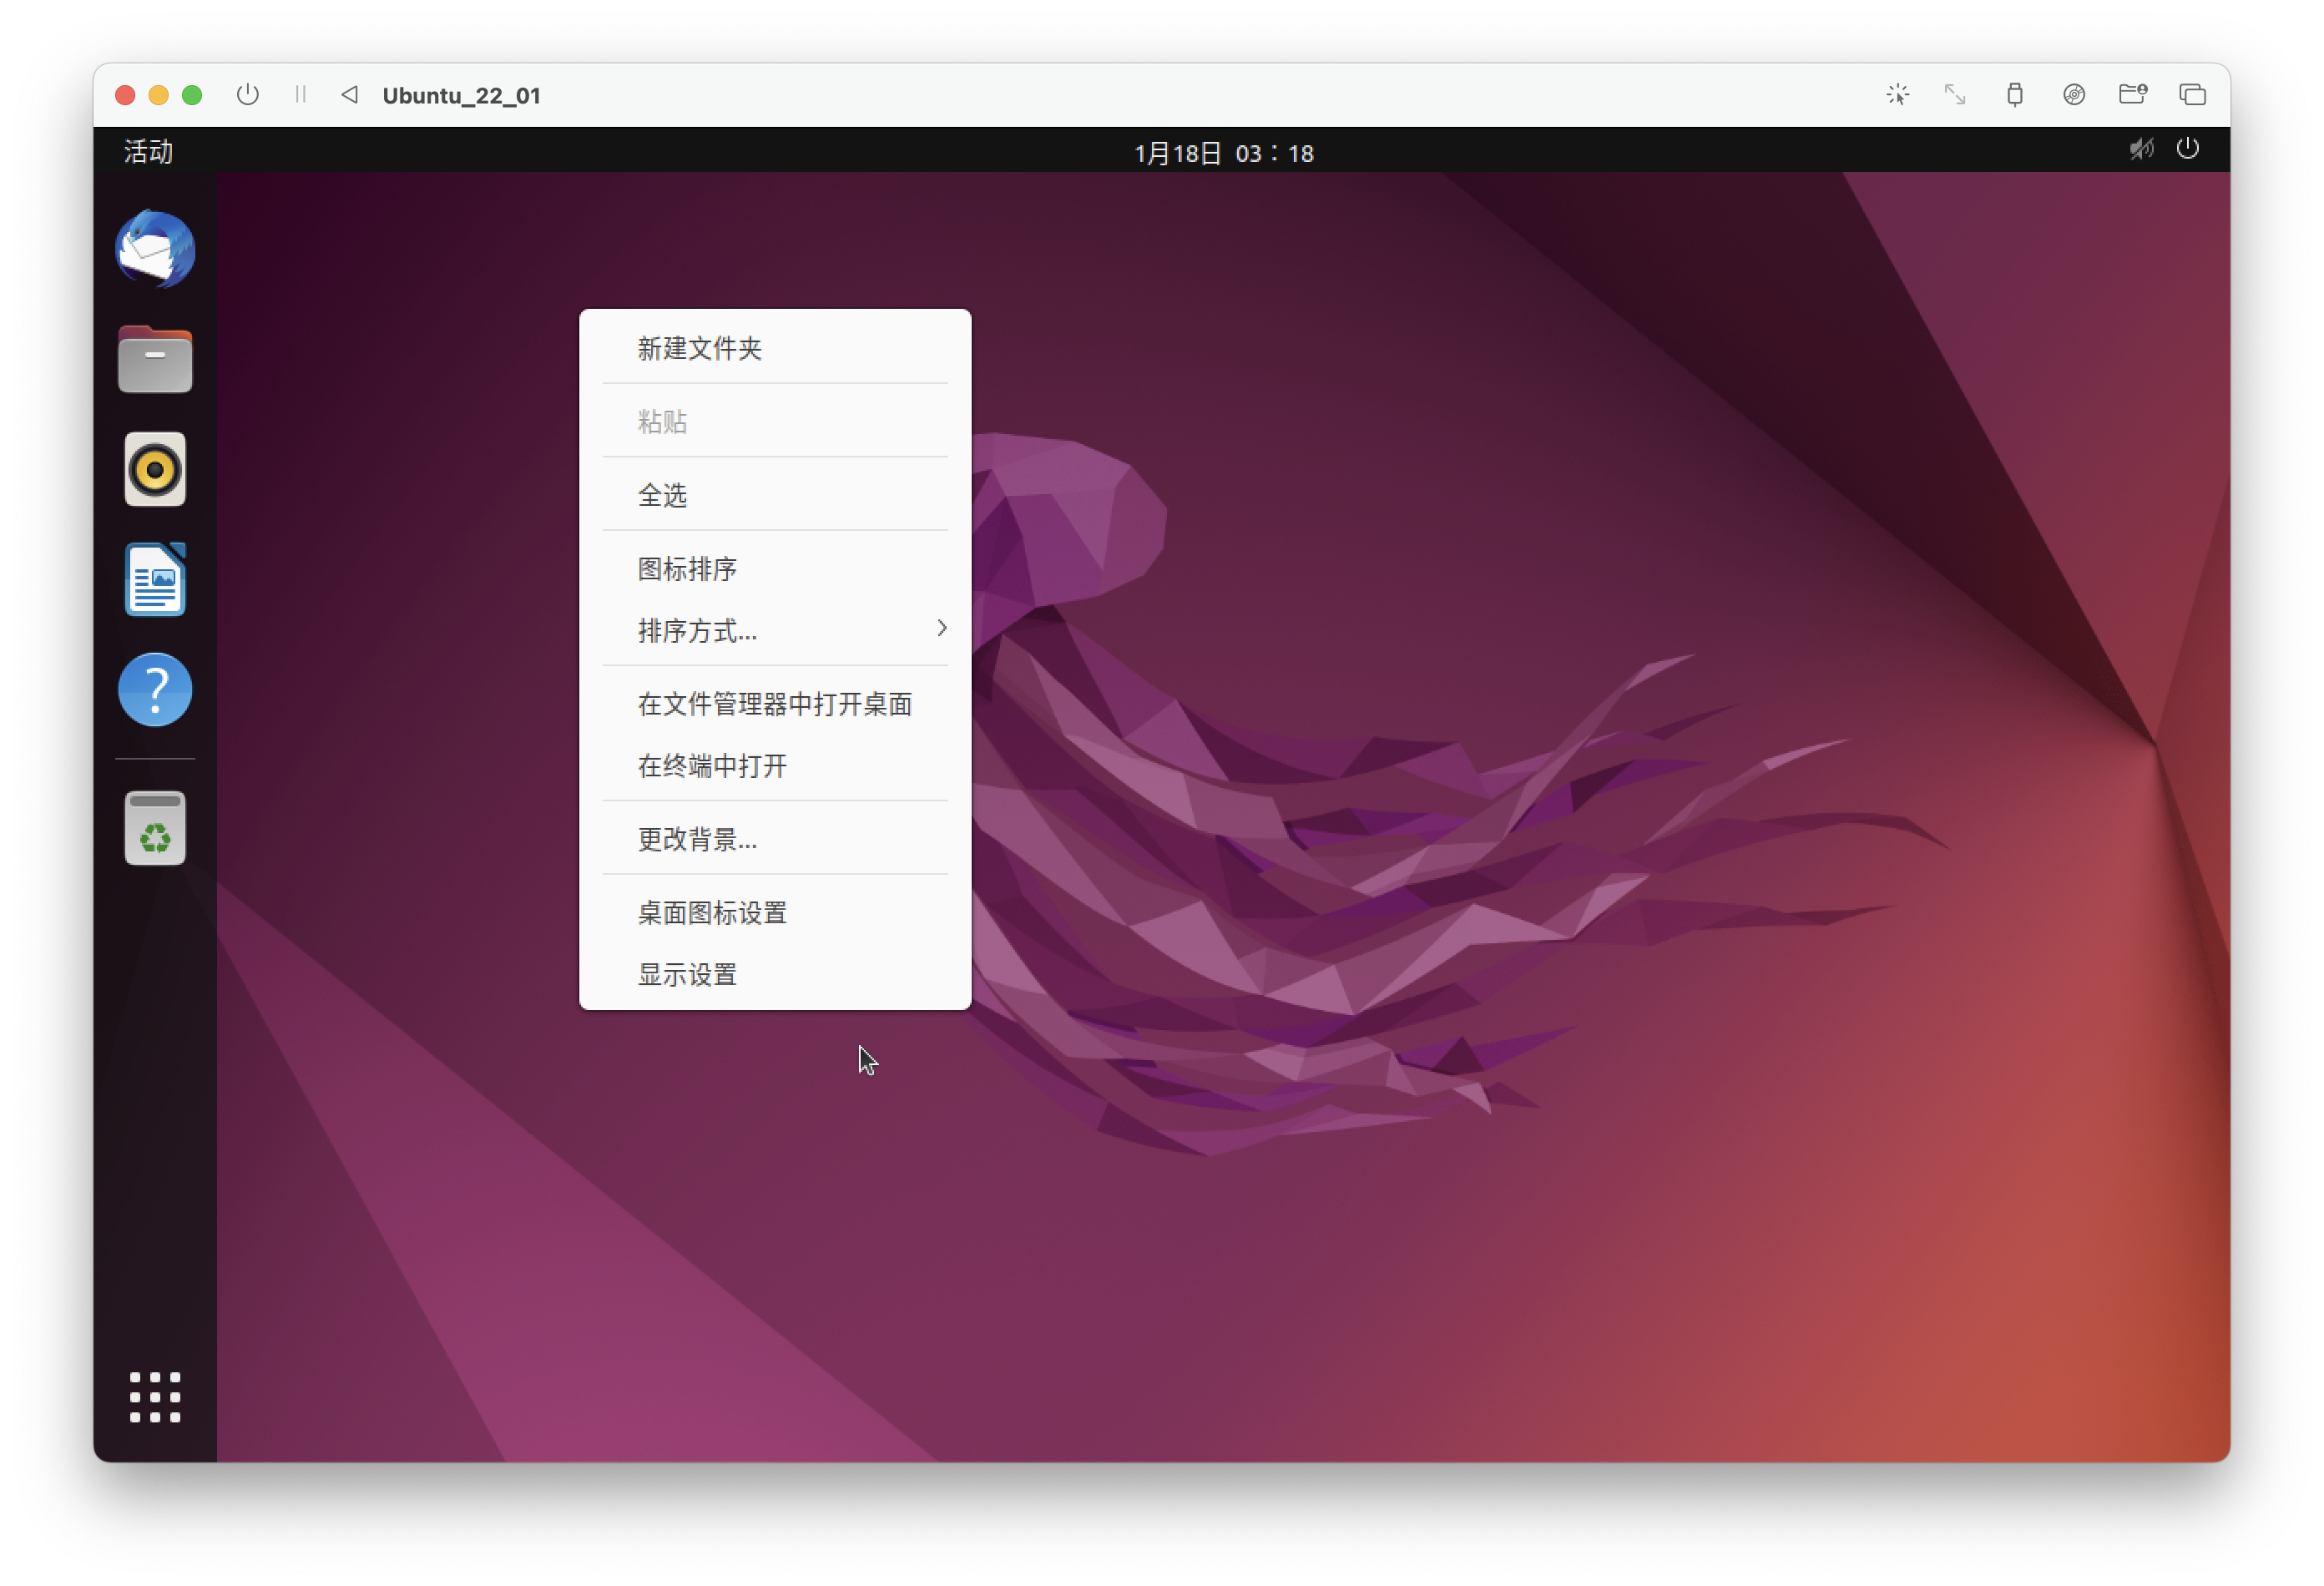 Ubuntu_22_01
活动
1月18日 03：18
新建文件夹
粘贴
全选
图标排序
排序方式...
在文件管理器中打开桌面
在终端中打开
更改背景...
桌面图标设置
显示设置